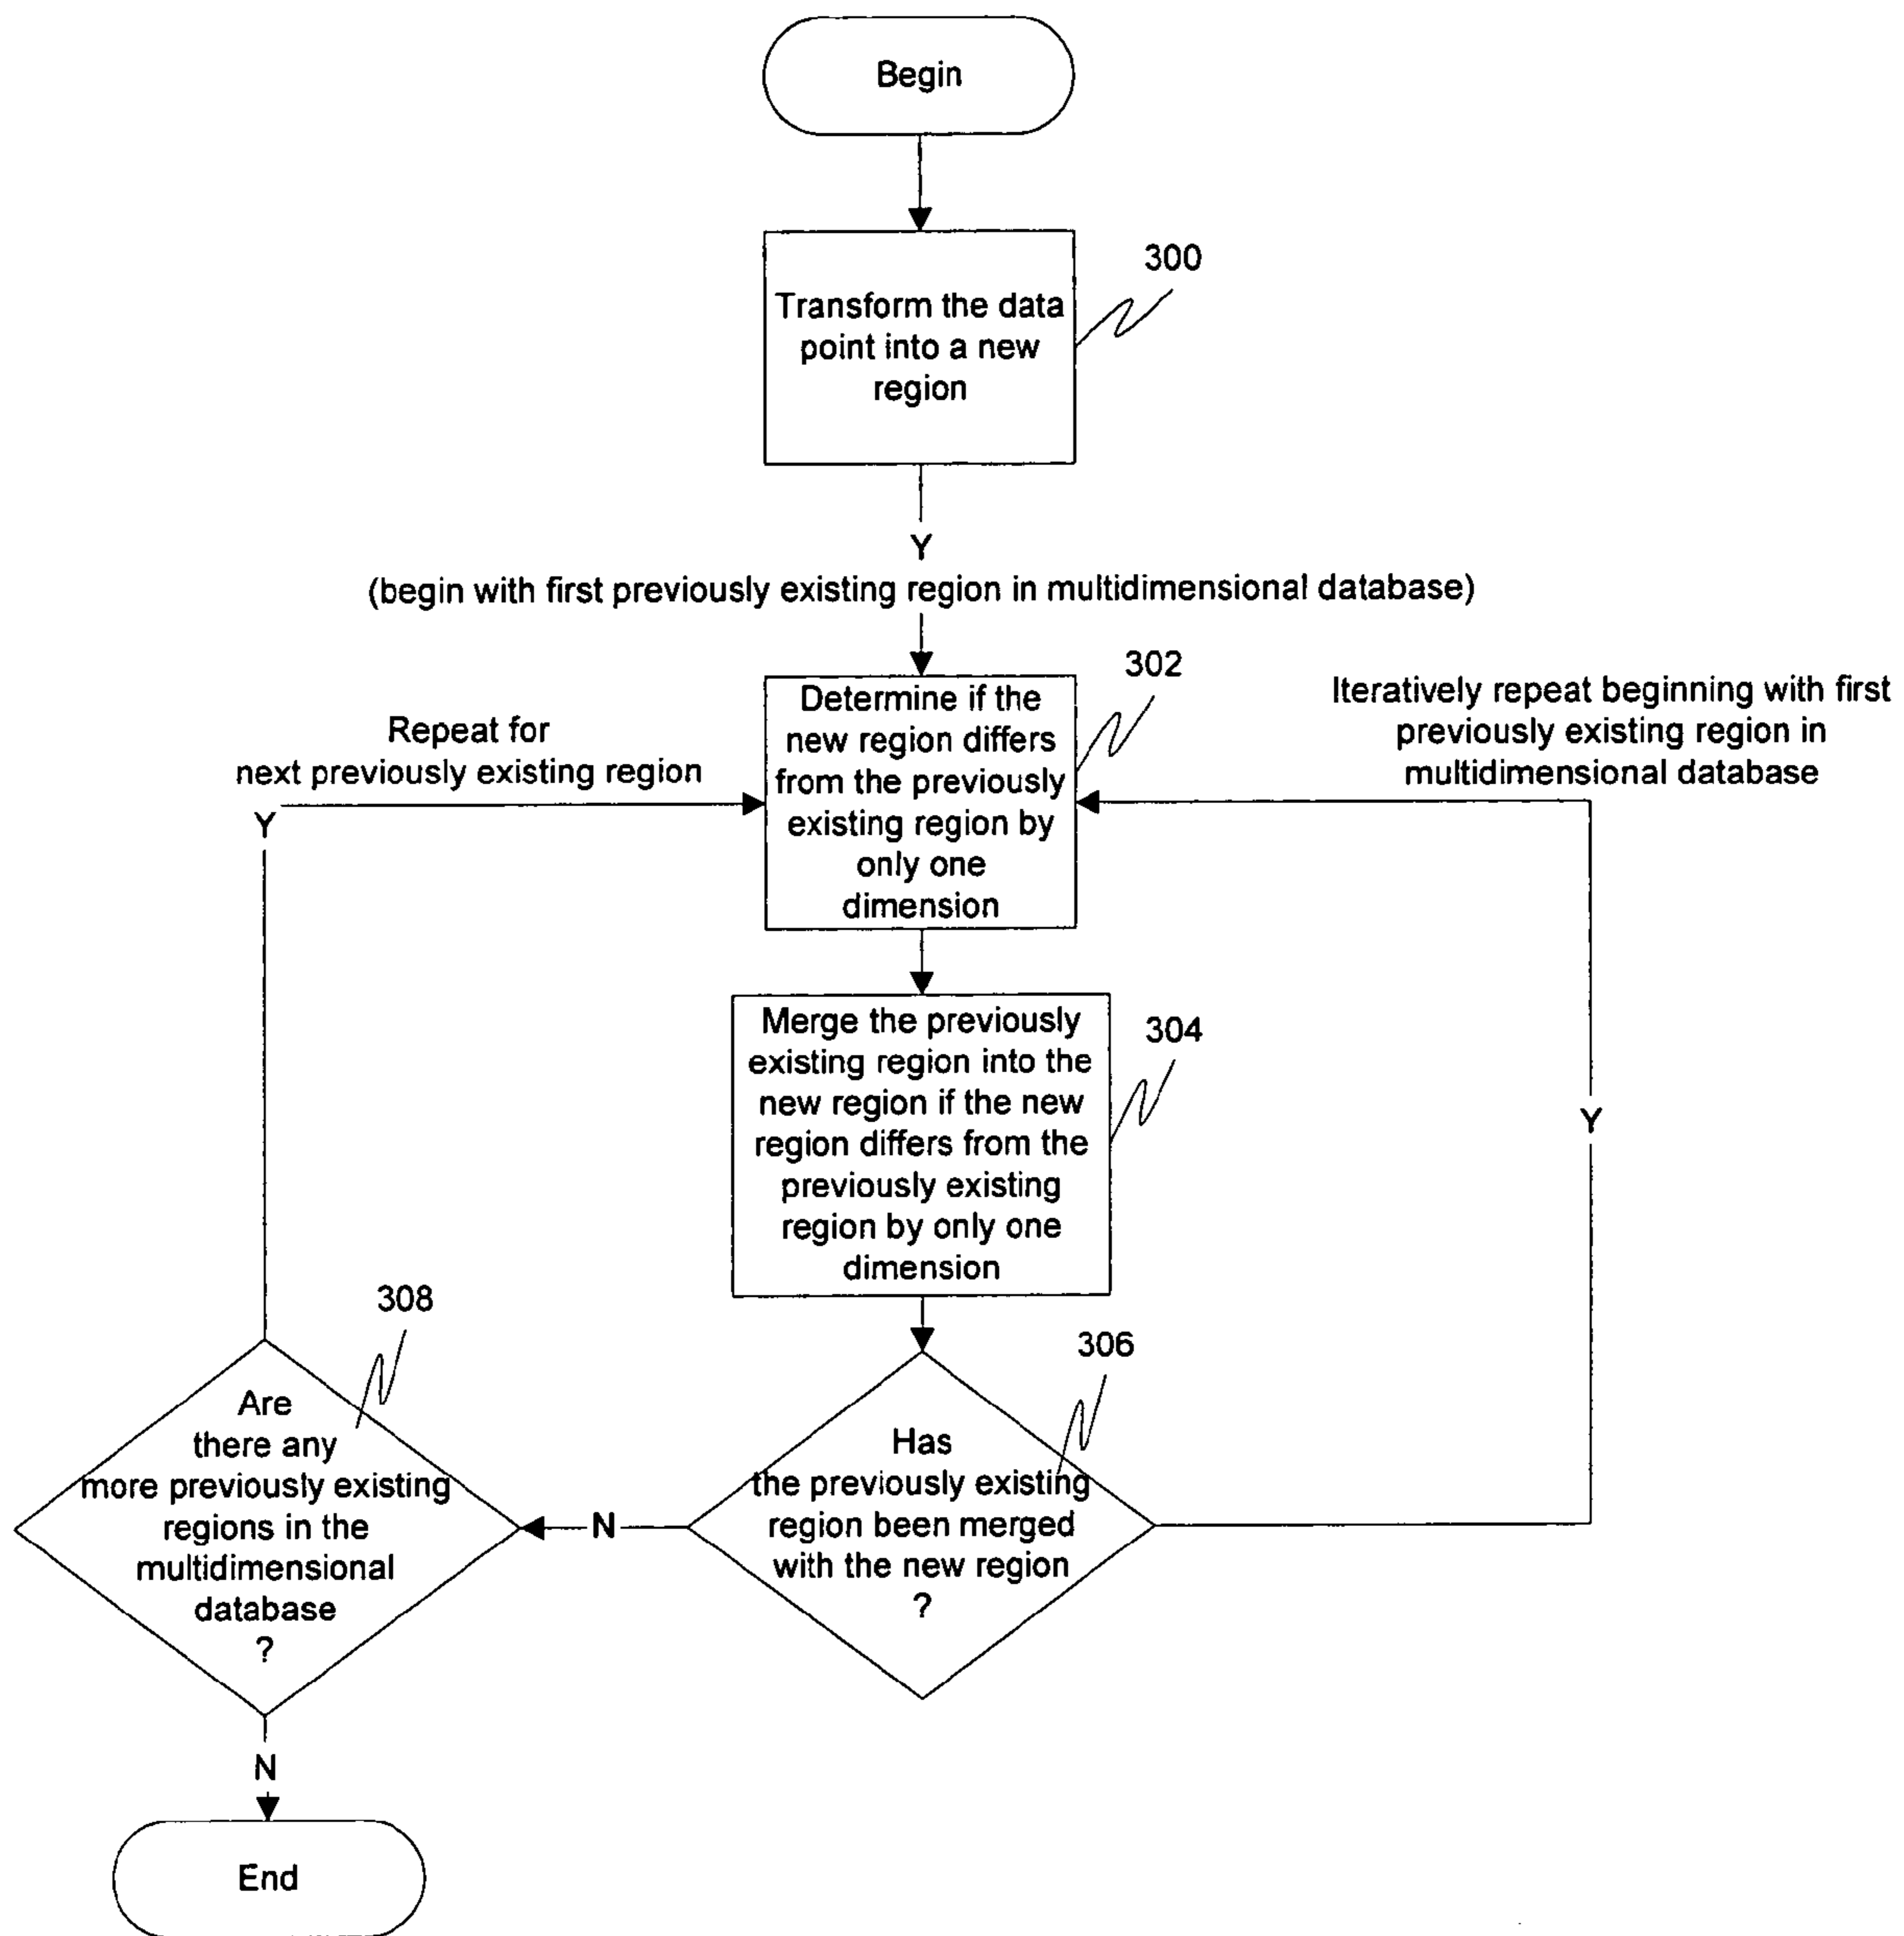 Begin
300
Transform the data
point into a new
region
Y
(begin with first previously existing region in multidimensional database)
302
Determine if the
new region differs
from the previously
existing region by
only one
dimension
Repeat for
next previously existing region
Y
Iteratively repeat beginning with first
previously existing region in
multidimensional database
304
Merge the previously
existing region into the
new region if the new
region differs from the
previously existing
region by only one
dimension
Y
306
Has
the previously existing
region been merged
with the new region
?
N
308
Are
there any
more previously existing
regions in the
multidimensional
database
?
N
End